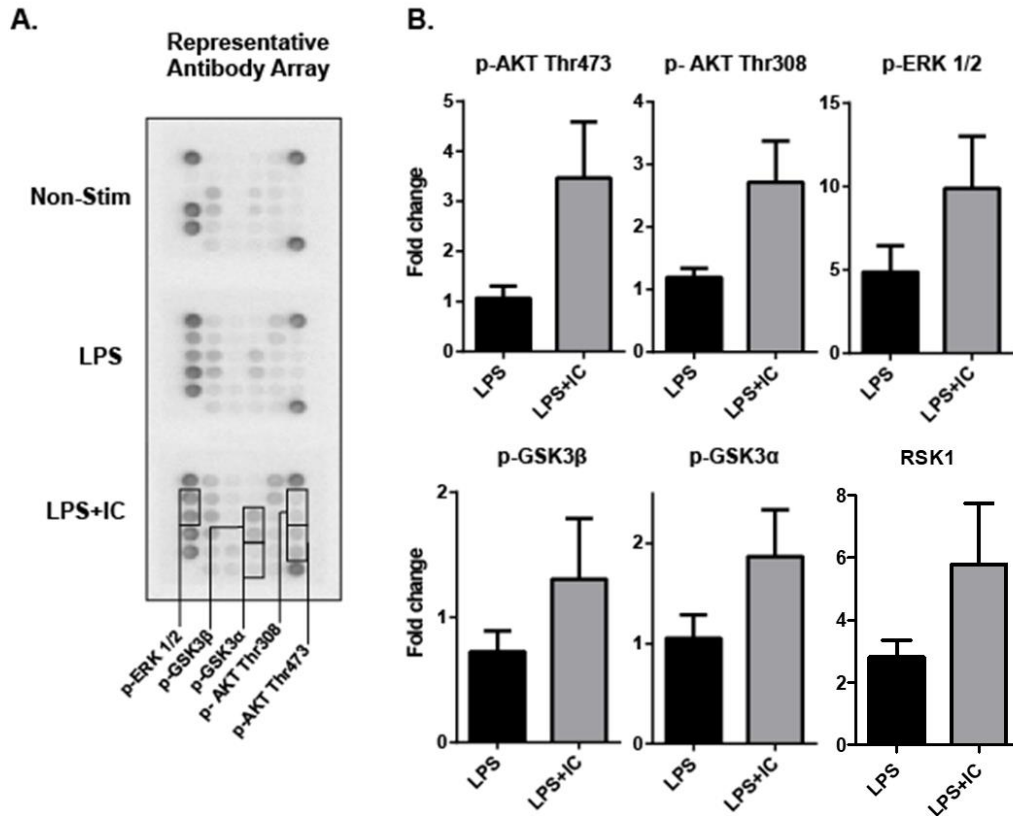 A.
Representative
Antibody Array
Non-Stim
LPS
LPS+IC
p-ERK 1/2
p-GSK3β
p-GSK3α
p- AKT Thr308
p-AKT Thr473
B.
p-AKT Thr473
Fold change
5
4
3
2
1
0
LPS
LPS+IC
p- AKT Thr308
4
3
2
1
0
LPS
LPS+IC
p-ERK 1/2
15
10
5
0
LPS
LPS+IC
p-GSK3β
Fold change
2
1
0
LPS
LPS+IC
p-GSK3α
2
1
0
LPS
LPS+IC
RSK1
8
6
4
2
0
LPS
LPS+IC